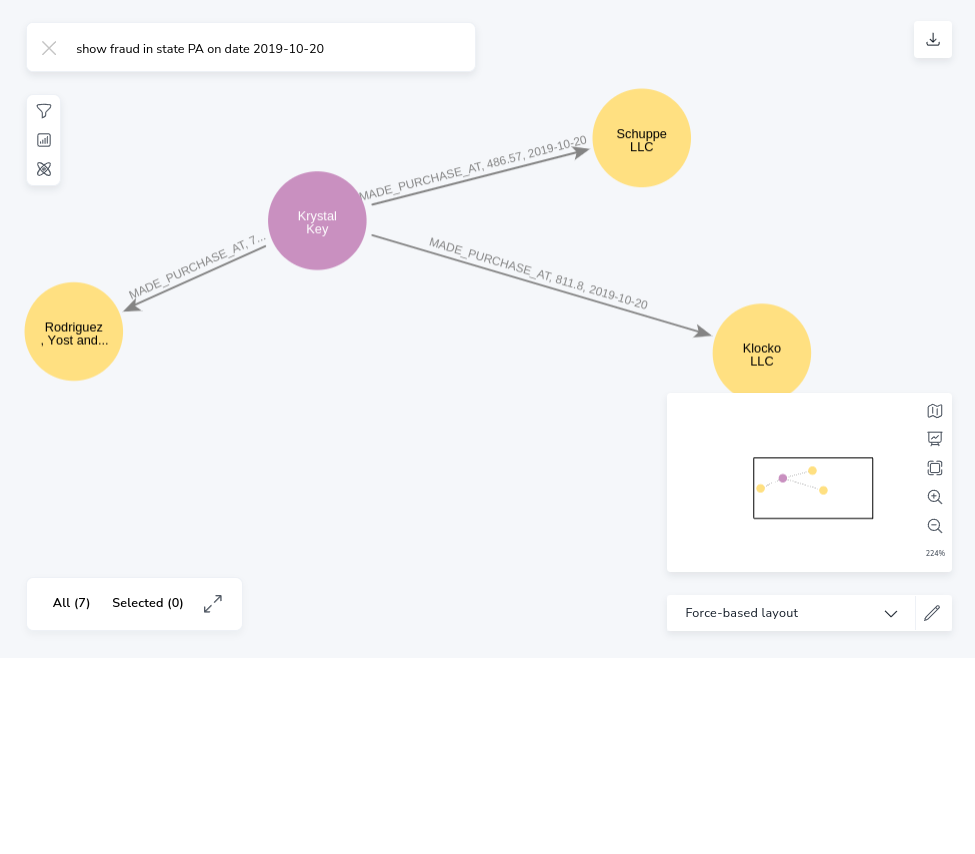 show fraud in state PA on date 2019-10-20
Schuppe
LLC
MADE_PURCHASE_AT, 486.57, 2019-10-20
Krystal
Key
MADE_PURCHASE_AT, 7...
MADE_PURCHASE_AT, 811.8, 2019-10-20
Rodriguez
, Yost and...
Klocko
LLC
224%
All (7)
Selected (0)
Force-based layout